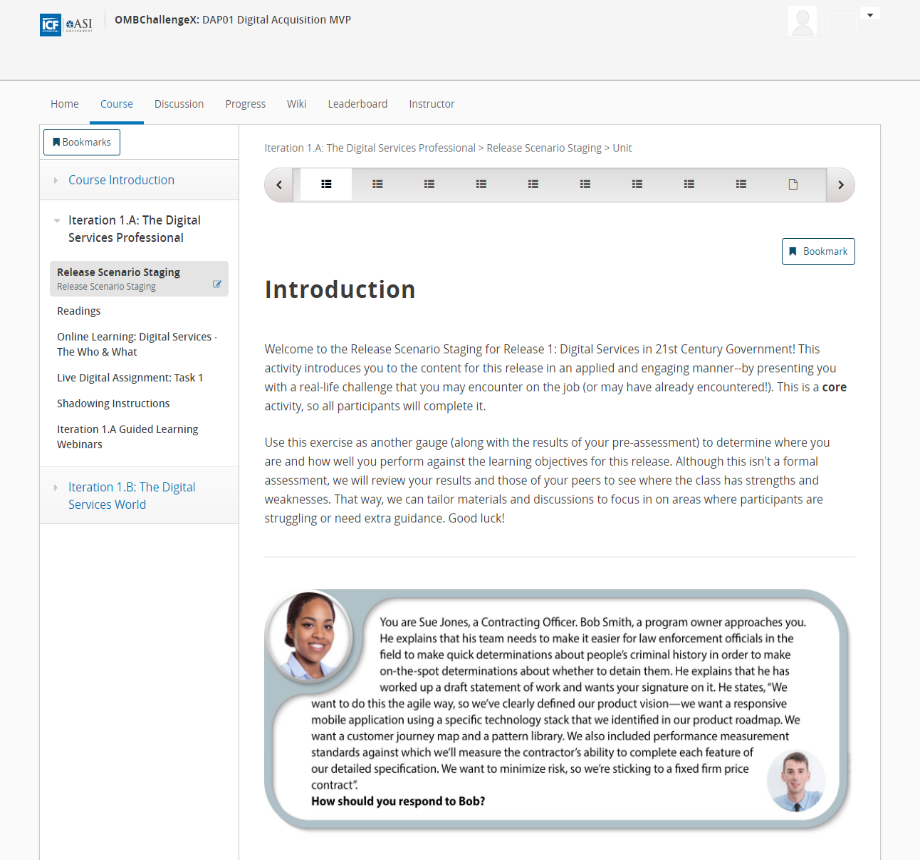 ICF
ASI
GOVERNMENT
OMBChallengeX: DAP01 Digital Acquisition MVP
Home Course Discussion Progress Wiki Leaderboard Instructor
Bookmarks
Course Introduction
Iteration 1.A: The Digital
Services Professional
Release Scenario Staging
Release Scenario Staging
Readings
Online Learning: Digital Services -
The Who & What
Live Digital Assignment: Task 1
Shadowing Instructions
Iteration 1.A Guided Learning
Webinars
Iteration 1.B: The Digital
Services World
Iteration 1.A: The Digital Services Professional > Release Scenario Staging > Unit
Bookmark
Introduction
Welcome to the Release Scenario Staging for Release 1: Digital Services in 21st Century Government! This
activity introduces you to the content for this release in an applied and engaging manner--by presenting you
with a real-life challenge that you may encounter on the job (or may have already encountered!). This is a core
activity, so all participants will complete it.
Use this exercise as another gauge (along with the results of your pre-assessment) to determine where you
are and how well you perform against the learning objectives for this release. Although this isn't a formal
assessment, we will review your results and those of your peers to see where the class has strengths and
weaknesses. That way, we can tailor materials and discussions to focus in on areas where participants are
struggling or need extra guidance. Good luck!
You are Sue Jones, a Contracting Officer. Bob Smith, a program owner approaches you.
He explains that his team needs to make it easier for law enforcement officials in the
field to make quick determinations about people's criminal history in order to make
on-the-spot determinations about whether to detain them. He explains that he has
worked up a draft statement of work and wants your signature on it. He states, "We
want to do this the agile way, so we've clearly defined our product vision—we want a responsive
mobile application using a specific technology stack that we identified in our product roadmap. We
want a customer journey map and a pattern library. We also included performance measurement
standards against which we'll measure the contractor's ability to complete each feature of
our detailed specification. We want to minimize risk, so we're sticking to a fixed firm price
contract".
How should you respond to Bob?